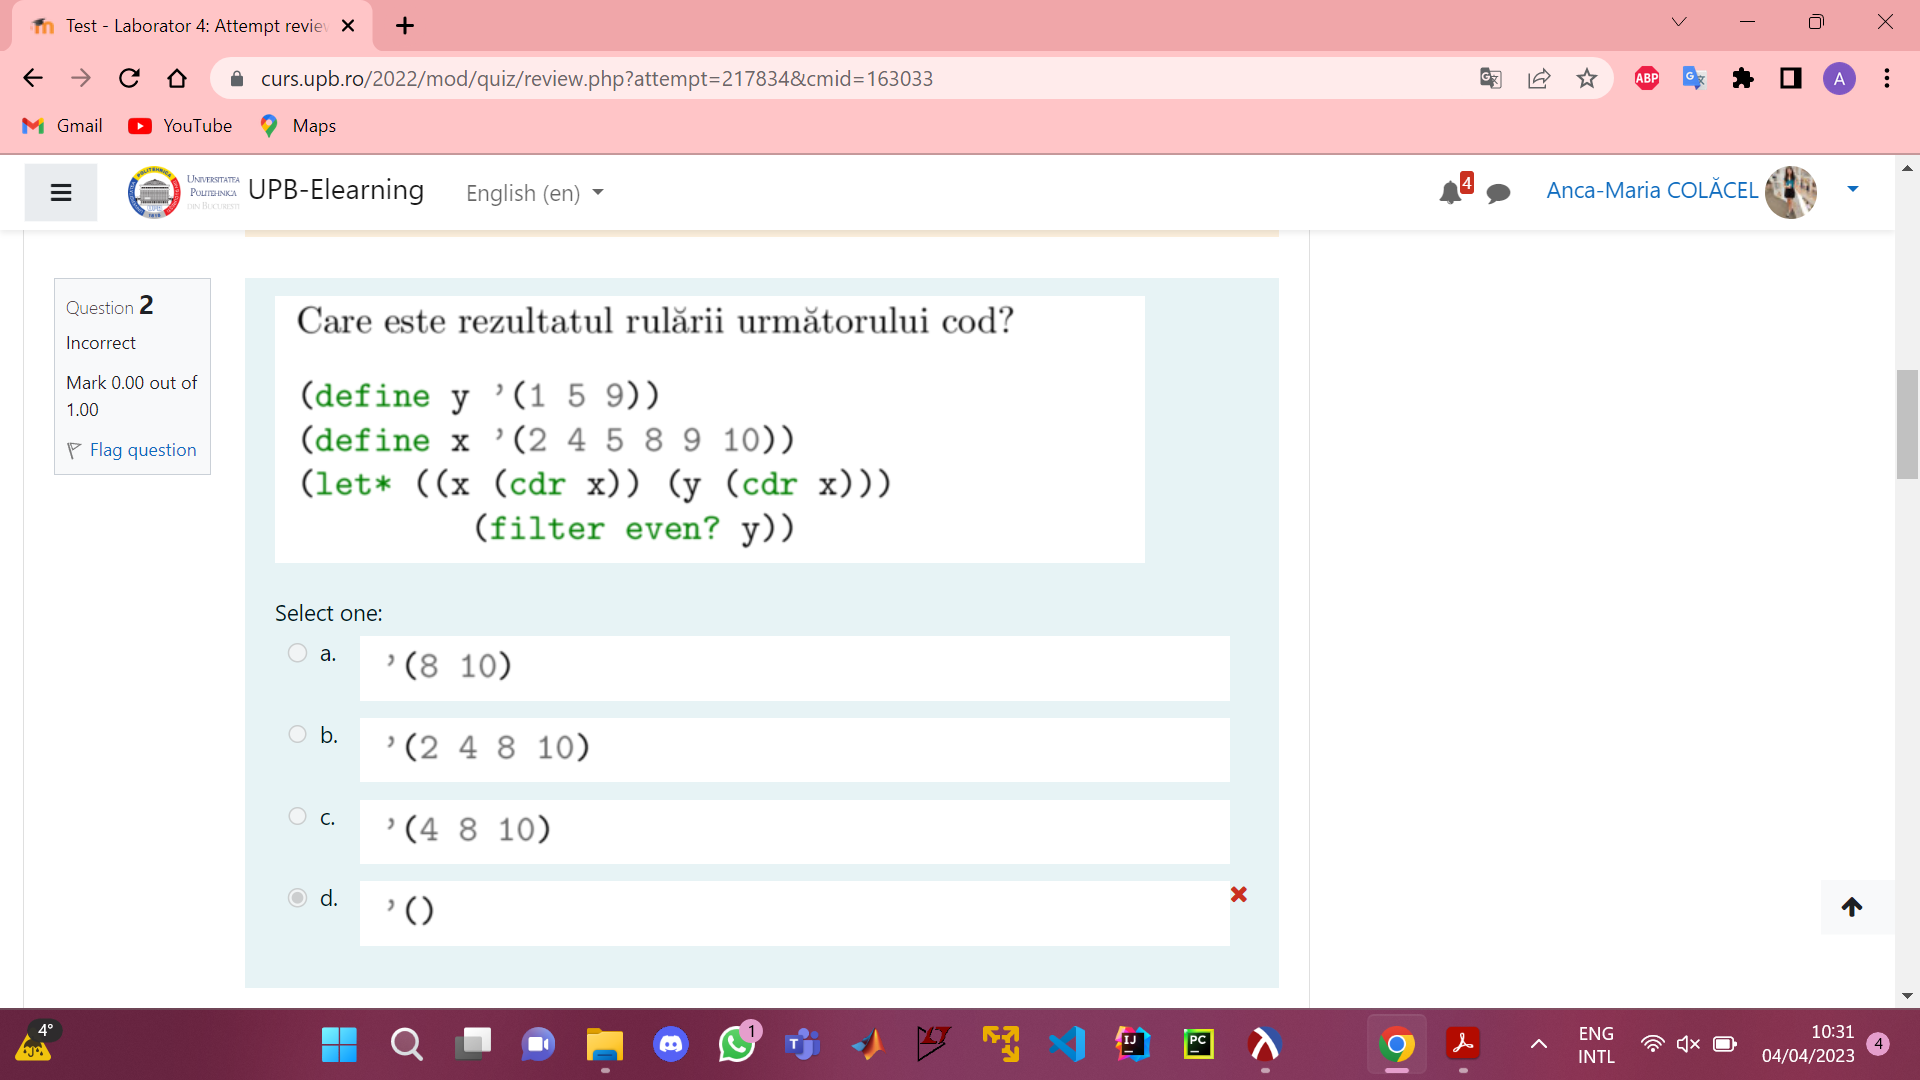 Test - Laborator 4: Attempt revie
curs.upb.ro/2022/mod/quiz/review.php?attempt=217834&cmid=163033
ABP
A
Gmail
YouTube
Maps
UNIVERSITATEA
POLITEHNICA
DIN BUCUREȘTI
UPB-Elearning
English (en)
4
Anca-Maria COLĂCEL
Question 2
Incorrect
Mark 0.00 out of
1.00
Flag question
Care este rezultatul rulării următorului cod?
(define y ’(1 5 9))
(define x ’(2 4 5 8 9 10))
(let* ((x (cdr x)) (y (cdr x)))
(filter even? y))
Select one:
a.
’(8 10)
b.
’(2 4 8 10)
c.
’(4 8 10)
d.
’()
4°
1
IJ
PC
ENG
INTL
10:31
04/04/2023
4